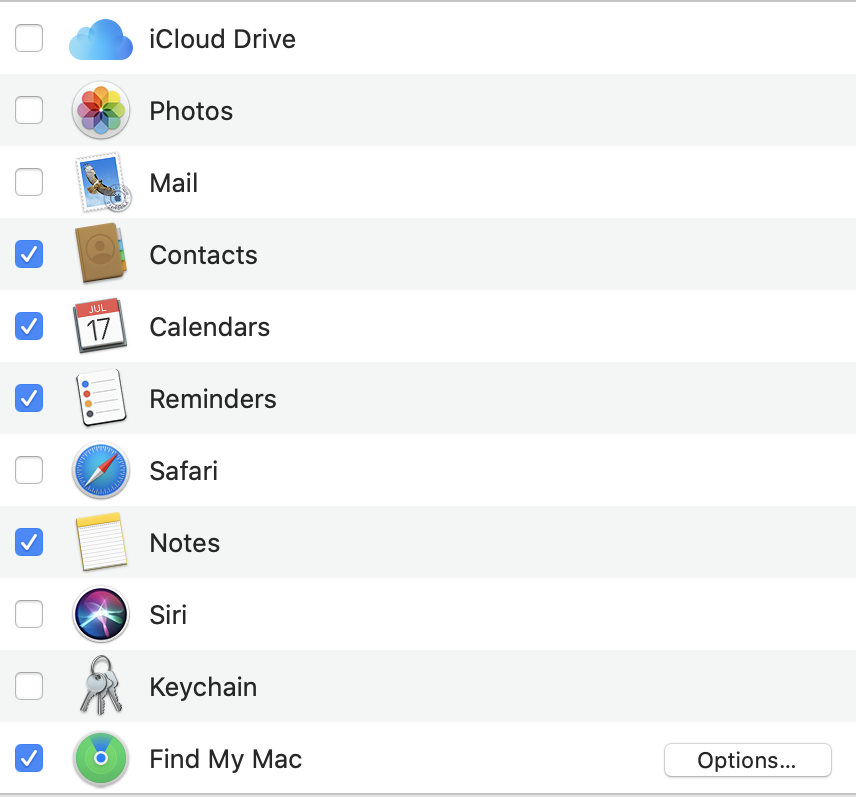 iCloud Drive
Photos
Mail
Contacts
JUL
17
Calendars
Reminders
Safari
Notes
Siri
Keychain
Find My Mac
Options...